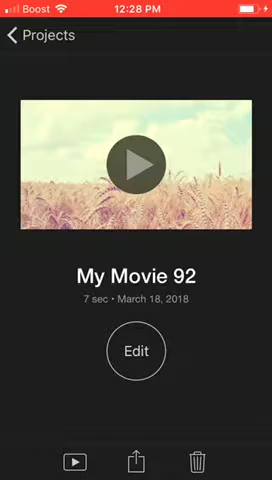 Boost 12:28 PM
Projects
My Movie 92
7 sec • March 18, 2018
Edit